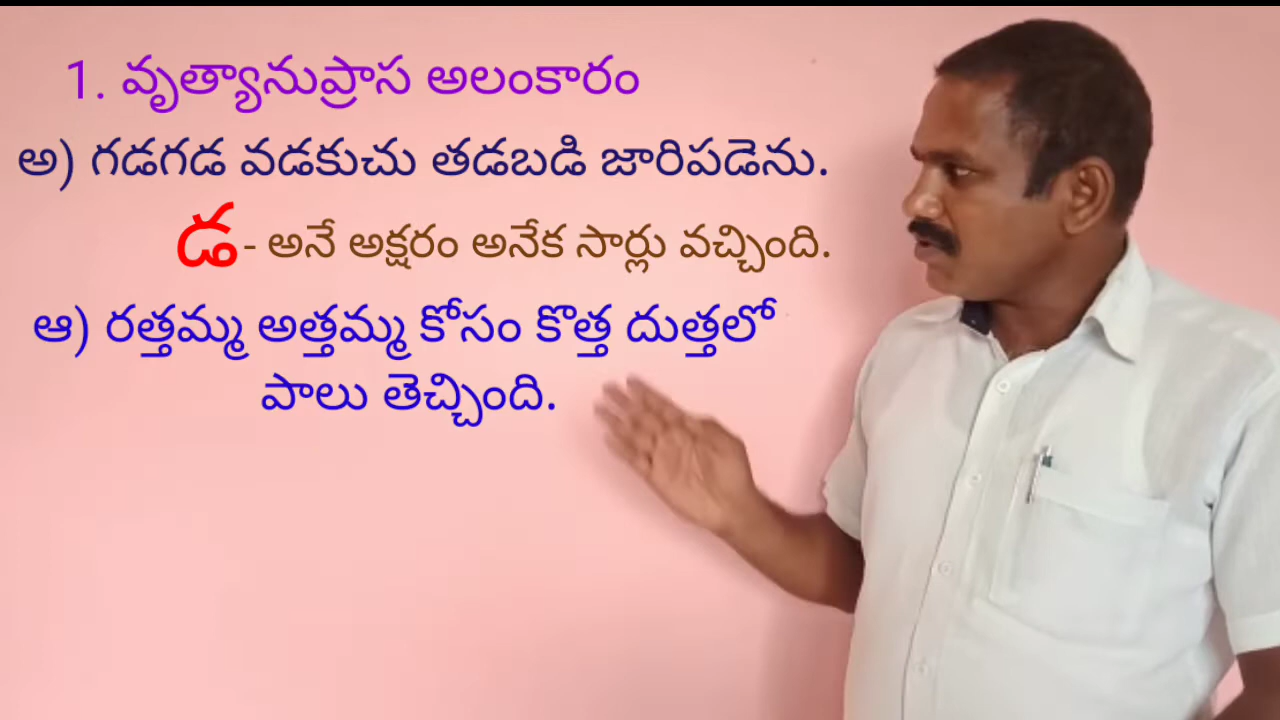 1. వృత్యానుప్రాస అలంకారం
అ) గడగడ వడకుచు తడబడి జారిపడెను.
డ - అనే అక్షరం అనేక సార్లు వచ్చింది.
ఆ) రత్తమ్మ అత్తమ్మ కోసం కొత్త దుత్తలో
పాలు తెచ్చింది.